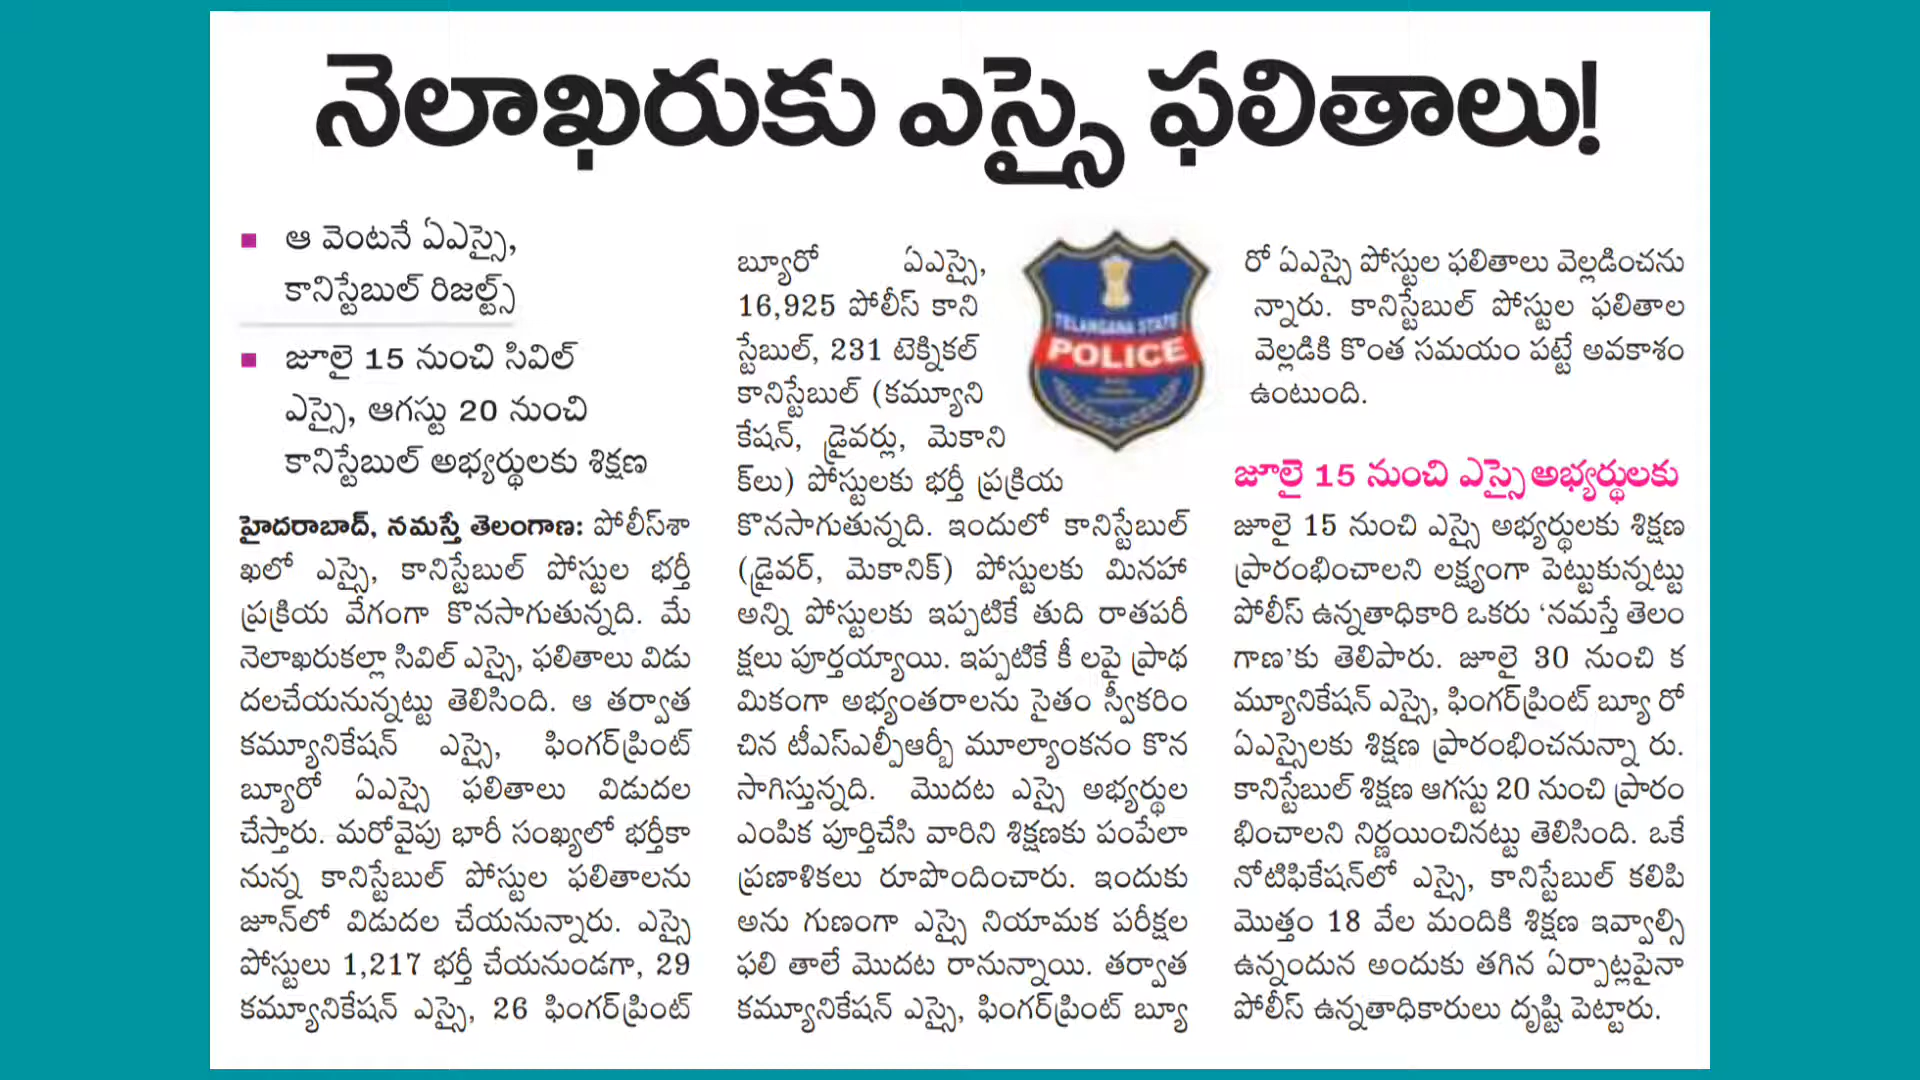 నెలాఖరుకు ఎస్సై ఫలితాలు!
ఆ వెంటనే ఏఎస్సై,
కానిస్టేబుల్ రిజల్ట్స్
జూలై 15 నుంచి సివిల్
ఎస్సై, ఆగస్టు 20 నుంచి
కానిస్టేబుల్ అభ్యర్థులకు శిక్షణ
హైదరాబాద్, నమస్తే తెలంగాణ: పోలీస్‌శా
ఖలో ఎస్సై, కానిస్టేబుల్ పోస్టుల భర్తీ
ప్రక్రియ వేగంగా కొనసాగుతున్నది. మే
నెలాఖరుకల్లా సివిల్ ఎస్సై, ఫలితాలు విడు
దలచేయనున్నట్టు తెలిసింది. ఆ తర్వాత
కమ్యూనికేషన్ ఎస్సై, ఫింగర్‌ప్రింట్
బ్యూరో ఏఎస్సై ఫలితాలు విడుదల
చేస్తారు. మరోవైపు భారీ సంఖ్యలో భర్తీకా
నున్న కానిస్టేబుల్ పోస్టుల ఫలితాలను
జూన్‌లో విడుదల చేయనున్నారు. ఎస్సై
పోస్టులు 1,217 భర్తీ చేయనుండగా, 29
కమ్యూనికేషన్ ఎస్సై, 26 ఫింగర్‌ప్రింట్
బ్యూరో ఏఎస్సై,
16,925 పోలీస్ కాని
స్టేబుల్, 231 టెక్నికల్
కానిస్టేబుల్ (కమ్యూని
కేషన్, డ్రైవర్లు, మెకాని
క్‌లు) పోస్టులకు భర్తీ ప్రక్రియ
కొనసాగుతున్నది. ఇందులో కానిస్టేబుల్
(డ్రైవర్, మెకానిక్) పోస్టులకు మినహా
అన్ని పోస్టులకు ఇప్పటికే తుది రాతపరీ
క్షలు పూర్తయ్యాయి. ఇప్పటికే కీ లపై ప్రాథ
మికంగా అభ్యంతరాలను సైతం స్వీకరిం
చిన టీఎస్ఎల్పీఆర్బీ మూల్యాంకనం కొన
సాగిస్తున్నది. మొదట ఎస్సై అభ్యర్థుల
ఎంపిక పూర్తిచేసి వారిని శిక్షణకు పంపేలా
ప్రణాళికలు రూపొందించారు. ఇందుకు
అను గుణంగా ఎస్సై నియామక పరీక్షల
ఫలి తాలే మొదట రానున్నాయి. తర్వాత
కమ్యూనికేషన్ ఎస్సై, ఫింగర్‌ప్రింట్ బ్యూ
TELANGANA STATE
POLICE
రో ఏఎస్సై పోస్టుల ఫలితాలు వెల్లడించను
న్నారు. కానిస్టేబుల్ పోస్టుల ఫలితాల
వెల్లడికి కొంత సమయం పట్టే అవకాశం
ఉంటుంది.
జూలై 15 నుంచి ఎస్సై అభ్యర్థులకు
జూలై 15 నుంచి ఎస్సై అభ్యర్థులకు శిక్షణ
ప్రారంభించాలని లక్ష్యంగా పెట్టుకున్నట్టు
పోలీస్ ఉన్నతాధికారి ఒకరు ‘నమస్తే తెలం
గాణ’కు తెలిపారు. జూలై 30 నుంచి క
మ్యూనికేషన్ ఎస్సై, ఫింగర్‌ప్రింట్ బ్యూ రో
ఏఎస్సైలకు శిక్షణ ప్రారంభించనున్నా రు.
కానిస్టేబుల్ శిక్షణ ఆగస్టు 20 నుంచి ప్రారం
భించాలని నిర్ణయించినట్టు తెలిసింది. ఒకే
నోటిఫికేషన్‌లో ఎస్సై, కానిస్టేబుల్ కలిపి
మొత్తం 18 వేల మందికి శిక్షణ ఇవ్వాల్సి
ఉన్నందున అందుకు తగిన ఏర్పాట్లపైనా
పోలీస్ ఉన్నతాధికారులు దృష్టి పెట్టారు.